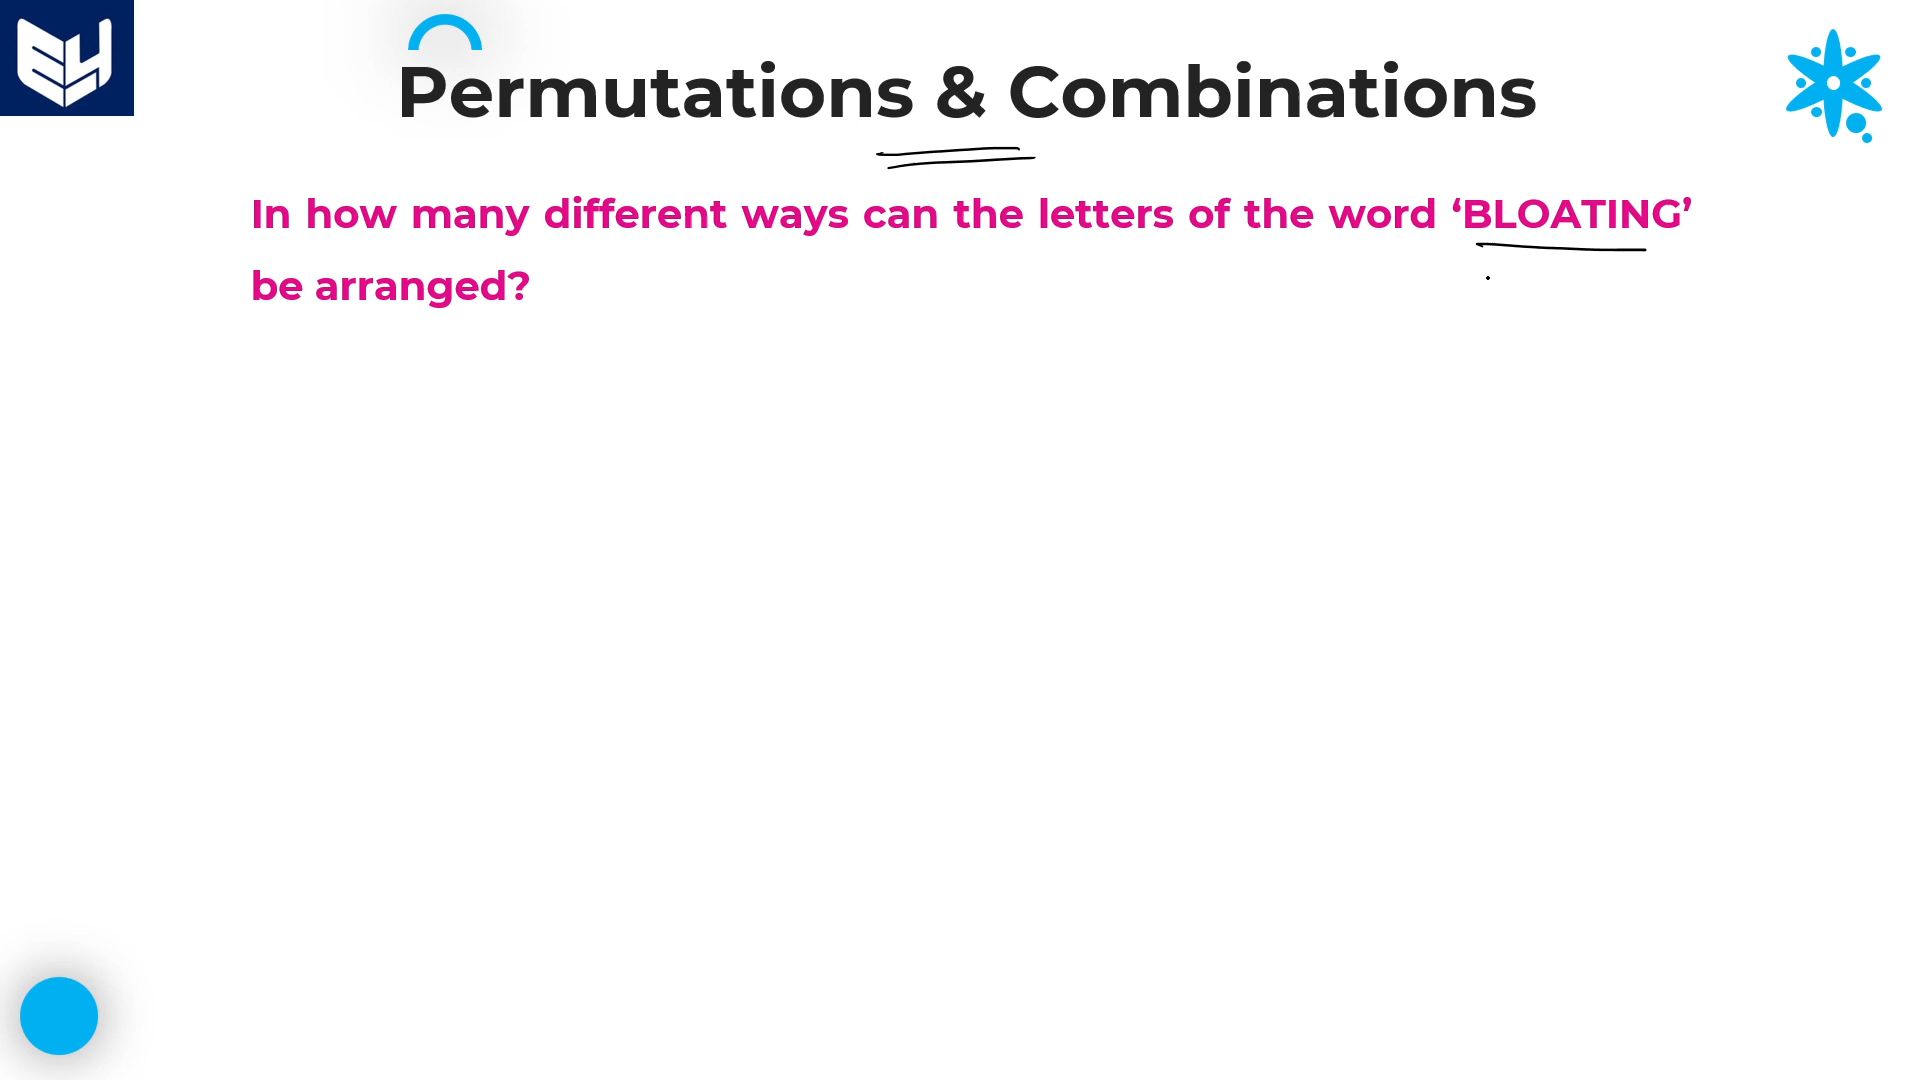 Permutations & Combinations
In how many different ways can the letters of the word ‘BLOATING’
be arranged?